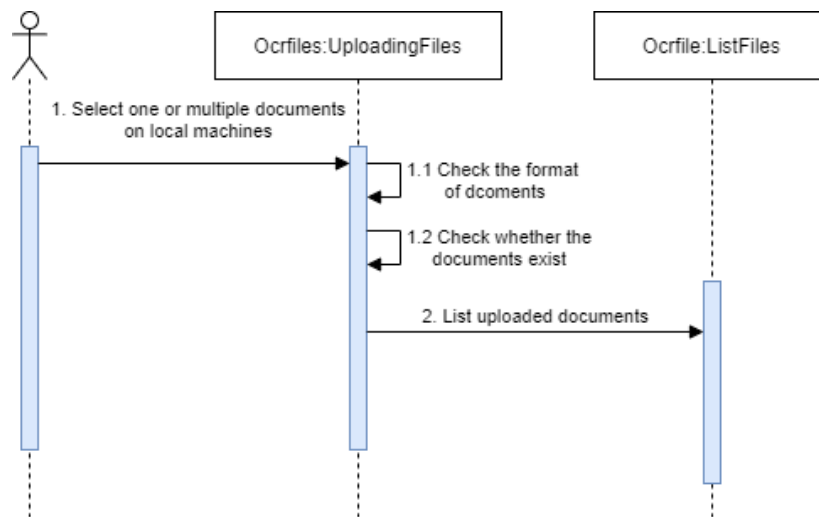 Ocrfiles:UploadingFiles
Ocrfile:ListFiles
1. Select one or multiple documents
on local machines
1.1 Check the format
of dcoments
1.2 Check whether the
documents exist
2. List uploaded documents